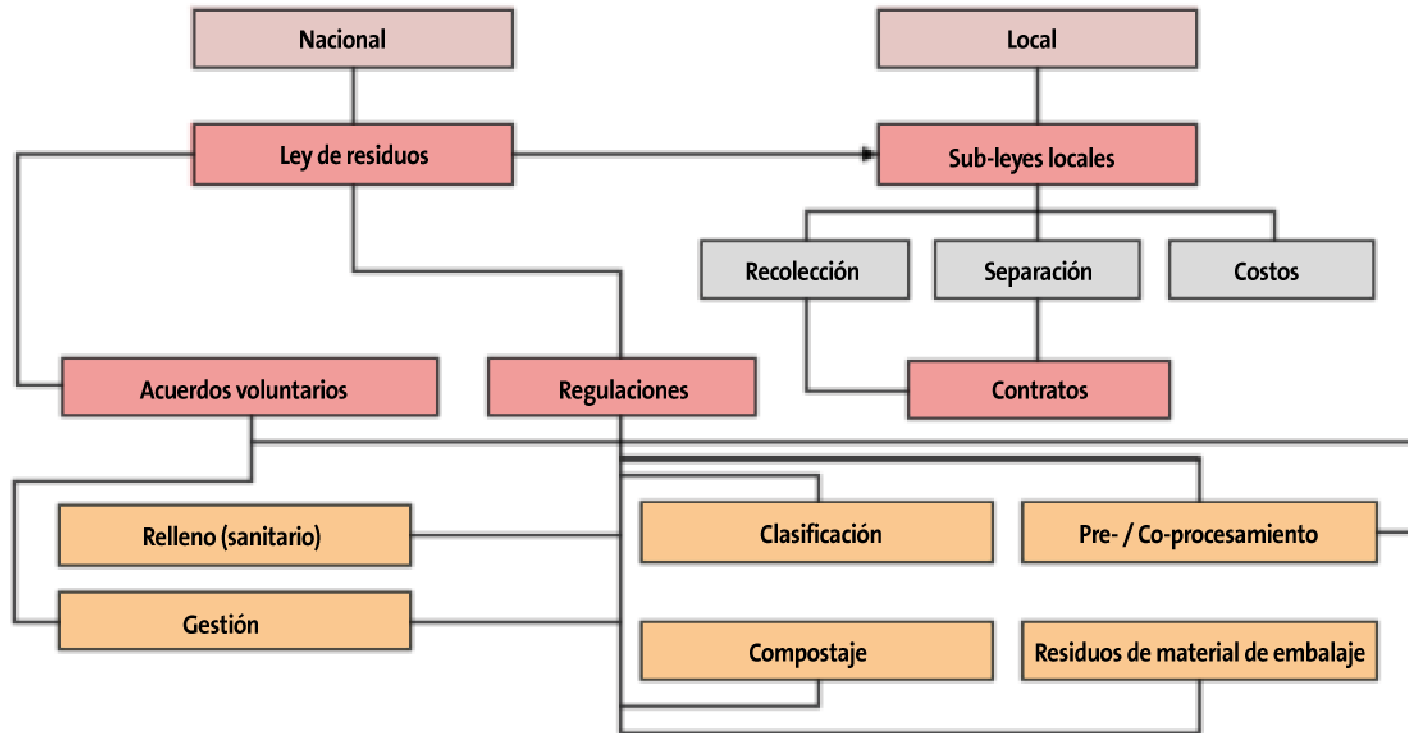 Nacional
Local
Ley de residuos
Sub-leyes locales
Recolección
Separación
Costos
Acuerdos voluntarios
Regulaciones
Contratos
Relleno (sanitario)
Clasificación
Pre- / Co-procesamiento
Gestión
Compostaje
Residuos de material de embalaje